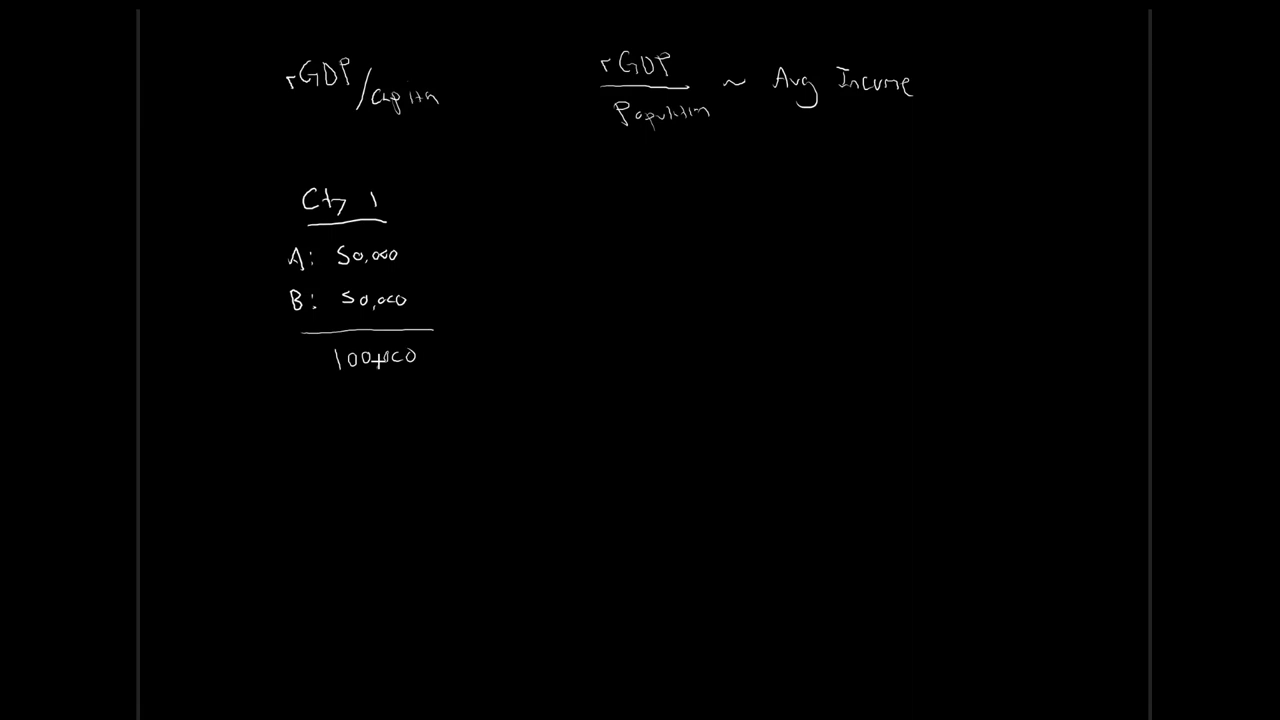 rGDP/capita
rGDP
Population
~ Avg Income
Cty 1
A: 50,000
B: 50,000
100,000